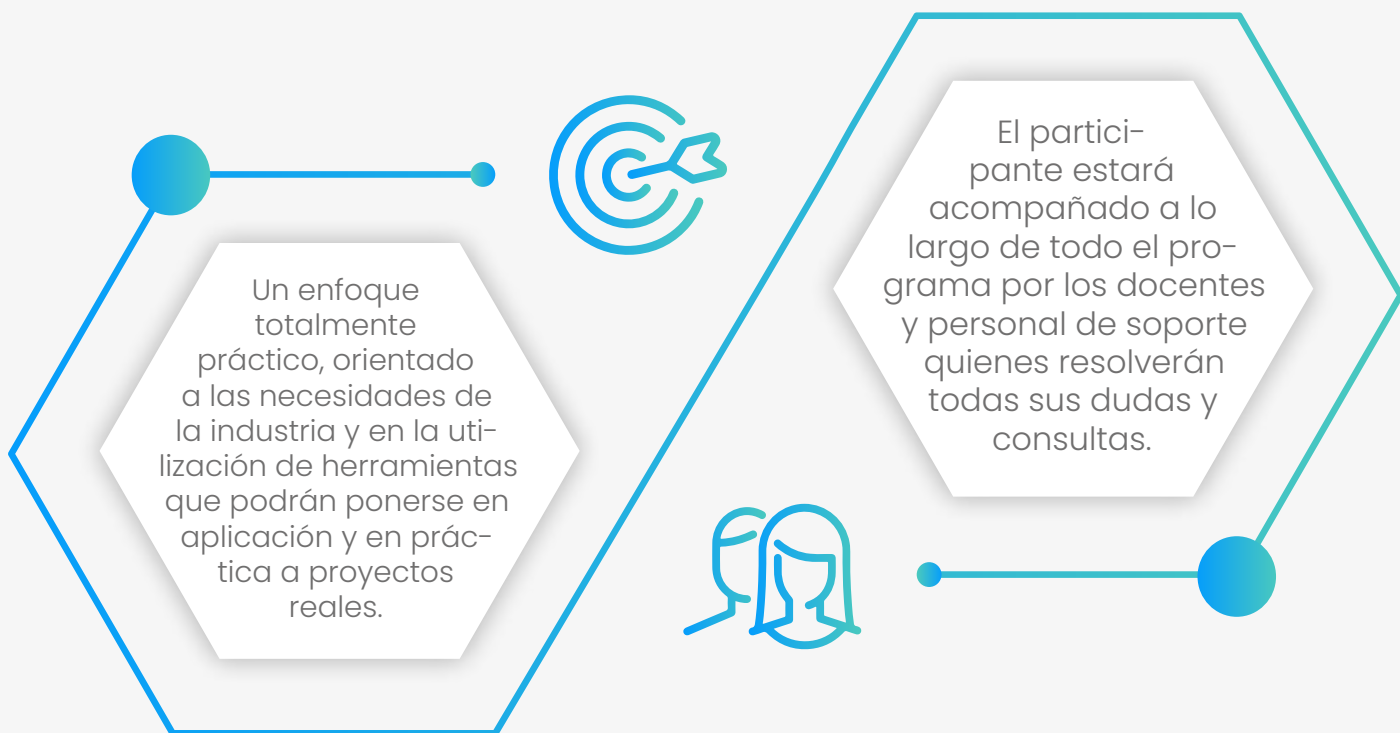 Un enfoque
totalmente
práctico, orientado
a las necesidades de
la industria y en la uti-
lización de herramientas
que podrán ponerse en
aplicación y en prác-
tica a proyectos
reales.
El partici-
pante estará
acompañado a lo
largo de todo el pro-
grama por los docentes
y personal de soporte
quienes resolverán
todas sus dudas y
consultas.